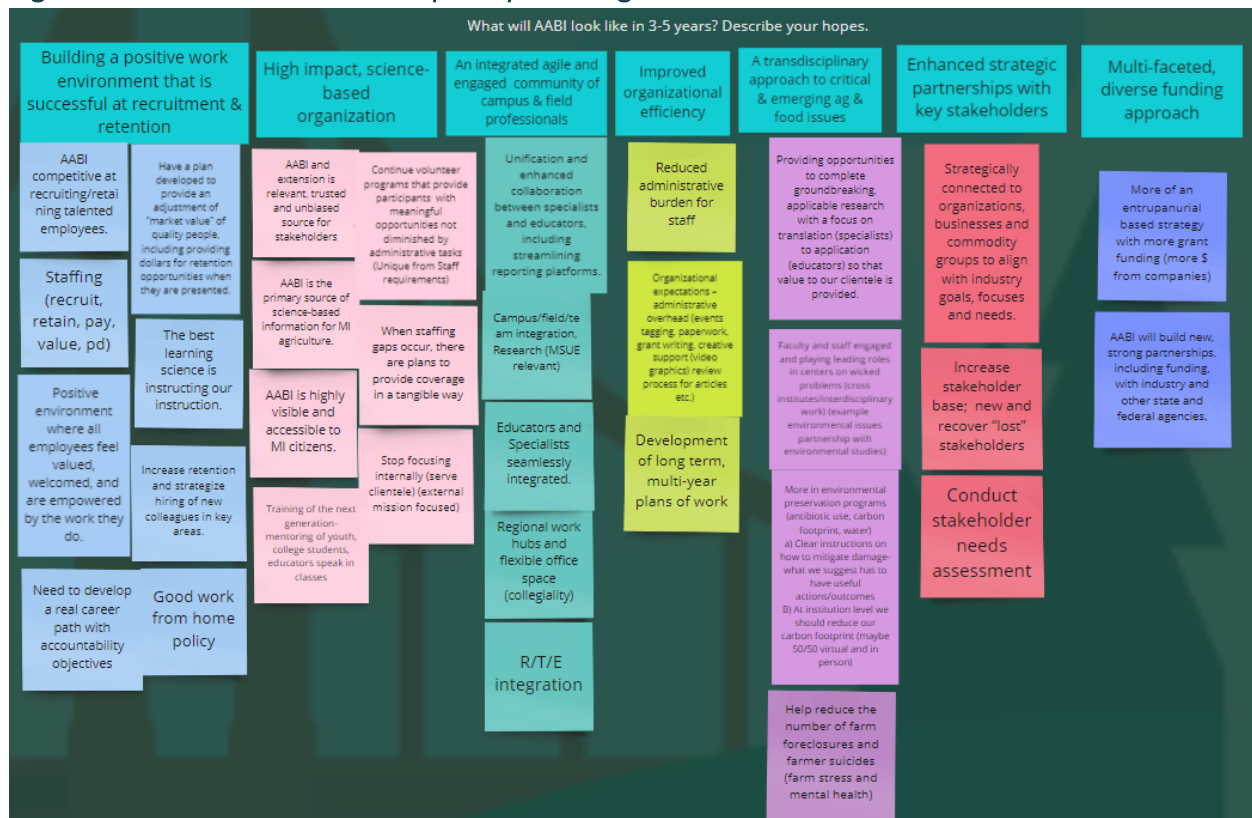 What will AABI look like in 3-5 years? Describe your hopes.
Building a positive work
environment that is
successful at recruitment &
retention
AABI
competitive at
recruiting/retai
ning talented
employees.
Staffing
(recruit,
retain, pay,
value, pd)
Positive
environment
where all
employees feel
valued,
welcomed, and
are empowered
by the work they
do.
Need to develop
a real career
path with
accountability
objectives
Have a plan
developed to
provide an
adjustment of
"market value" of
quality people,
including providing
dollars for retention
opportunities when
they are presented.
The best
learning
science is
instructing our
instruction.
Increase retention
and strategize
hiring of new
colleagues in key
areas.
Good work
from home
policy
High impact, science-
based
organization
AABI and
extension is
relevant, trusted
and unbiased
source for
stakeholders
AABI is the
primary source of
science-based
information for MI
agriculture.
AABI is highly
visible and
accessible to
MI citizens.
Training of the next
generation-
mentoring of youth,
college students,
educators speak in
classes
Continue volunteer
programs that provide
participants with
meaningful
opportunities not
diminished by
administrative tasks
(Unique from Staff
requirements)
When staffing
gaps occur, there
are plans to
provide coverage
in a tangible way
Stop focusing
internally (serve
clientele) (external
mission focused)
An integrated agile and
engaged community of
campus & field
professionals
Unification and
enhanced
collaboration
between specialists
and educators,
including
streamlining
reporting platforms.
Campus/field/te
am integration,
Research (MSUE
relevant)
Educators and
Specialists
seamlessly
integrated.
Regional work
hubs and
flexible office
space
(collegiality)
R/T/E
integration
Improved
organizational
efficiency
Reduced
administrative
burden for
staff
Organizational
expectations –
administrative
overhead (events
tagging, paperwork,
grant writing, creative
support (video
graphics) review
process for articles
etc.)
Development
of long term,
multi-year
plans of work
A transdisciplinary
approach to critical
& emerging ag &
food issues
Providing opportunities
to complete
groundbreaking,
applicable research
with a focus on
translation (specialists)
to application
(educators) so that
value to our clientele is
provided.
Faculty and staff engaged
and playing leading roles
in centers on wicked
problems (cross
institutes/interdisciplinary
work) (example
environmental issues
partnership with
environmental studies)
More in environmental
preservation programs
(antibiotic use, carbon
footprint, water)
a) Clear instructions on
how to mitigate damage-
what we suggest has to
have useful
actions/outcomes
B) At institution level we
should reduce our
carbon footprint (maybe
50/50 virtual and in
person)
Help reduce the
number of farm
foreclosures and
farmer suicides
(farm stress and
mental health)
Enhanced strategic
partnerships with
key stakeholders
Strategically
connected to
organizations,
businesses and
commodity
groups to align
with industry
goals, focuses
and needs.
Increase
stakeholder
base; new and
recover "lost"
stakeholders
Conduct
stakeholder
needs
assessment
Multi-faceted,
diverse funding
approach
More of an
entrupanurial
based strategy
with more grant
funding (more $
from companies)
AABI will build new,
strong partnerships,
including funding,
with industry and
other state and
federal agencies.